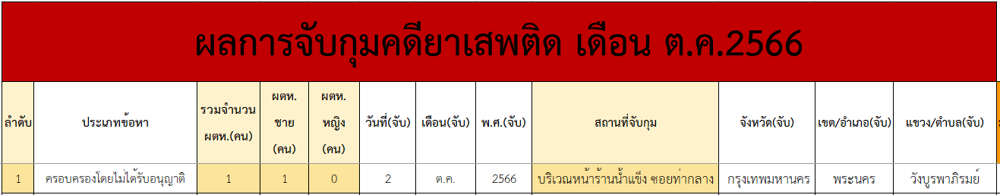 ผลการจับกุมคดียาเสพติด เดือน ต.ค.2566
ลำดับ ประเภทข้อหา รวมจำนวน ผตห.(คน) ผตห. ชาย (คน) ผตห. หญิง (คน) วันที่(จับ) เดือน(จับ) พ.ศ.(จับ) สถานที่จับกุม จังหวัด(จับ) เขต/อำเภอ(จับ) แขวง/ตำบล(จับ)
1 ครอบครองโดยไม่ได้รับอนุญาติ 1 1 0 2 ต.ค. 2566 บริเวณหน้าร้านน้ำแข็ง ซอยท่ากลาง กรุงเทพมหานคร พระนคร วังบูรพาภิรมย์